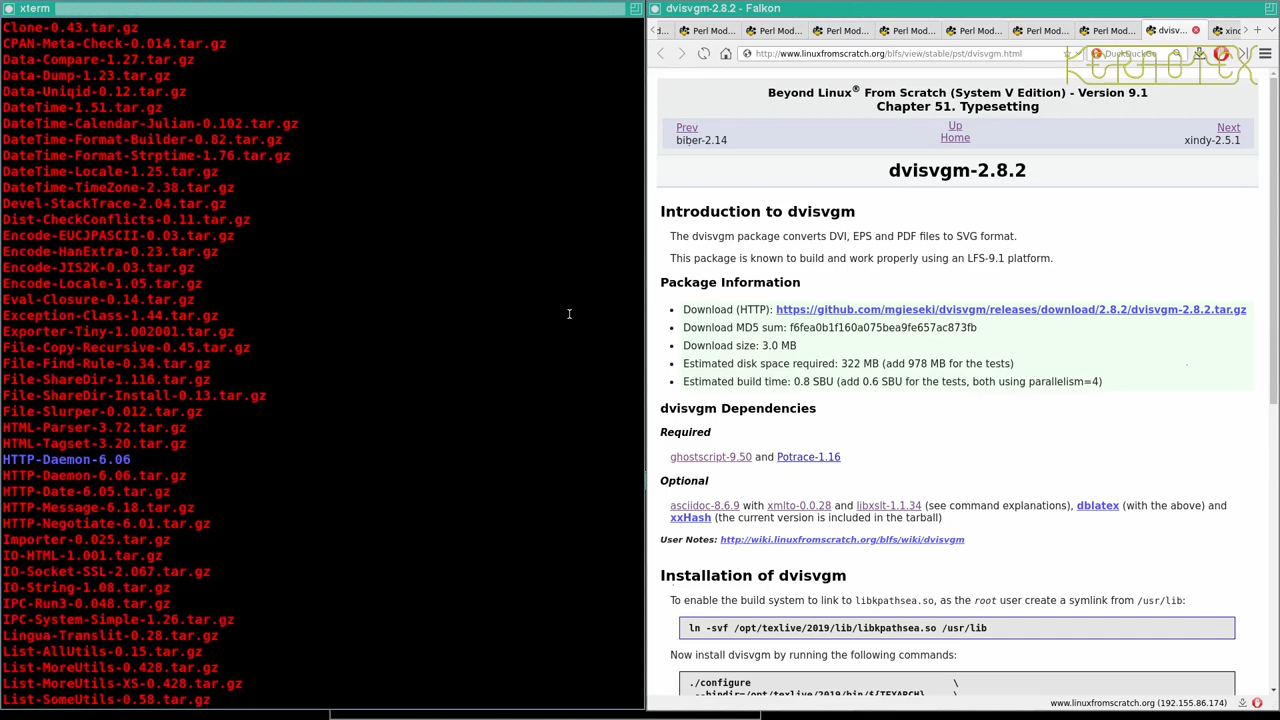 xterm
Clone-0.43.tar.gz
CPAN-Meta-Check-0.014.tar.gz
Data-Compare-1.27.tar.gz
Data-Dump-1.23.tar.gz
Data-Uniqid-0.12.tar.gz
DateTime-1.51.tar.gz
DateTime-Calendar-Julian-0.102.tar.gz
DateTime-Format-Builder-0.82.tar.gz
DateTime-Format-Strptime-1.76.tar.gz
DateTime-Locale-1.25.tar.gz
DateTime-TimeZone-2.38.tar.gz
Devel-StackTrace-2.04.tar.gz
Dist-CheckConflicts-0.11.tar.gz
Encode-EUCJPASCII-0.03.tar.gz
Encode-HanExtra-0.23.tar.gz
Encode-JIS2K-0.03.tar.gz
Encode-Locale-1.05.tar.gz
Eval-Closure-0.14.tar.gz
Exception-Class-1.44.tar.gz
Exporter-Tiny-1.002001.tar.gz
File-Copy-Recursive-0.45.tar.gz
File-Find-Rule-0.34.tar.gz
File-ShareDir-1.116.tar.gz
File-ShareDir-Install-0.13.tar.gz
File-Slurper-0.012.tar.gz
HTML-Parser-3.72.tar.gz
HTML-Tagset-3.20.tar.gz
HTTP-Daemon-6.06
HTTP-Daemon-6.06.tar.gz
HTTP-Date-6.05.tar.gz
HTTP-Message-6.18.tar.gz
HTTP-Negotiate-6.01.tar.gz
Importer-0.025.tar.gz
IO-HTML-1.001.tar.gz
IO-Socket-SSL-2.067.tar.gz
IO-String-1.08.tar.gz
IPC-Run3-0.048.tar.gz
IPC-System-Simple-1.26.tar.gz
Lingua-Translit-0.28.tar.gz
List-AllUtils-0.15.tar.gz
List-MoreUtils-0.428.tar.gz
List-MoreUtils-XS-0.428.tar.gz
List-SomeUtils-0.58.tar.gz
dvisvgm-2.8.2 - Falkon
d... Perl Mod... Perl Mod... Perl Mod... Perl Mod... Perl Mod... Perl Mod... Perl Mod... dvisv... xind
http://www.linuxfromscratch.org/blfs/view/stable/pst/dvisvgm.html DuckDuckGo
Beyond Linux® From Scratch (System V Edition) - Version 9.1
Chapter 51. Typesetting
Prev Up Next
biber-2.14 Home xindy-2.5.1
dvisvgm-2.8.2
Introduction to dvisvgm
The dvisvgm package converts DVI, EPS and PDF files to SVG format.
This package is known to build and work properly using an LFS-9.1 platform.
Package Information
• Download (HTTP): https://github.com/mgieseki/dvisvgm/releases/download/2.8.2/dvisvgm-2.8.2.tar.gz
• Download MD5 sum: f6fea0b1f160a075bea9fe657ac873fb
• Download size: 3.0 MB
• Estimated disk space required: 322 MB (add 978 MB for the tests)
• Estimated build time: 0.8 SBU (add 0.6 SBU for the tests, both using parallelism=4)
dvisvgm Dependencies
Required
ghostscript-9.50 and Potrace-1.16
Optional
asciidoc-8.6.9 with xmlto-0.0.28 and libxslt-1.1.34 (see command explanations), dblatex (with the above) and
xxHash (the current version is included in the tarball)
User Notes: http://wiki.linuxfromscratch.org/blfs/wiki/dvisvgm
Installation of dvisvgm
To enable the build system to link to libkpathsea.so, as the root user create a symlink from /usr/lib:
ln -svf /opt/texlive/2019/lib/libkpathsea.so /usr/lib
Now install dvisvgm by running the following commands:
./configure \
--bindir=/opt/texlive/2019/bin/${TEXARCH} \
www.linuxfromscratch.org (192.155.86.174)